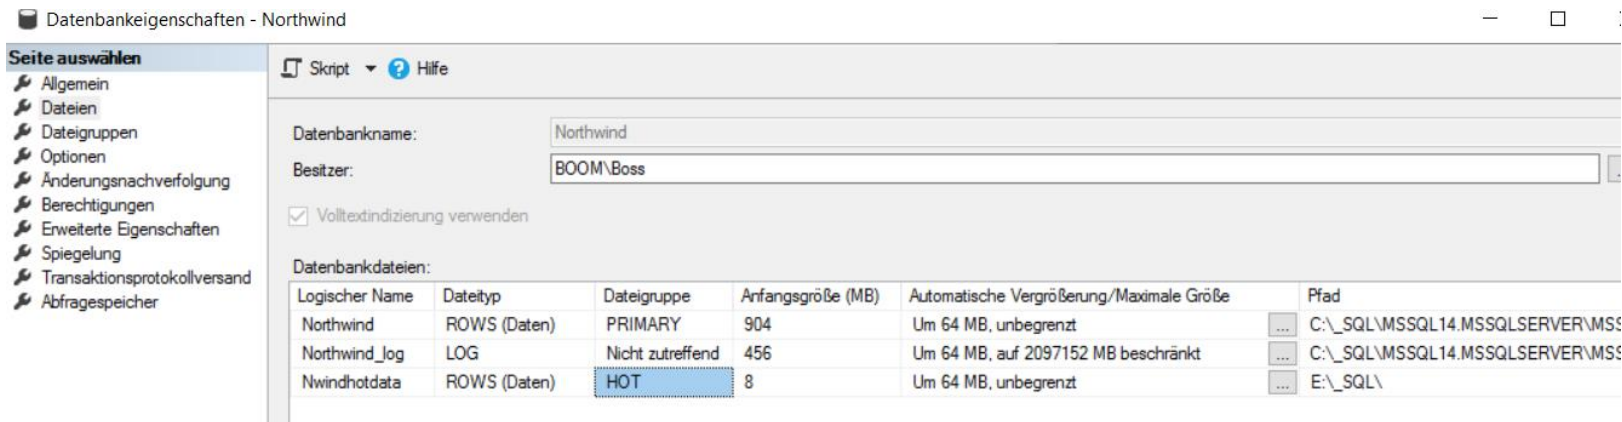 Datenbankeigenschaften - Northwind
Seite auswählen
Allgemein
Dateien
Dateigruppen
Optionen
Änderungsnachverfolgung
Berechtigungen
Erweiterte Eigenschaften
Spiegelung
Transaktionsprotokollversand
Abfragespeicher
Skript Hilfe
Datenbankname: Northwind
Besitzer: BOOM\Boss
Volltextindizierung verwenden
Datenbankdateien:
Logischer Name Dateityp Dateigruppe Anfangsgröße (MB) Automatische Vergrößerung/Maximale Größe Pfad
Northwind ROWS (Daten) PRIMARY 904 Um 64 MB, unbegrenzt ... C:\_SQL\MSSQL14.MSSQLSERVER\MSS
Northwind_log LOG Nicht zutreffend 456 Um 64 MB, auf 2097152 MB beschränkt ... C:\_SQL\MSSQL14.MSSQLSERVER\MSS
Nwindhotdata ROWS (Daten) HOT 8 Um 64 MB, unbegrenzt ... E:\_SQL\